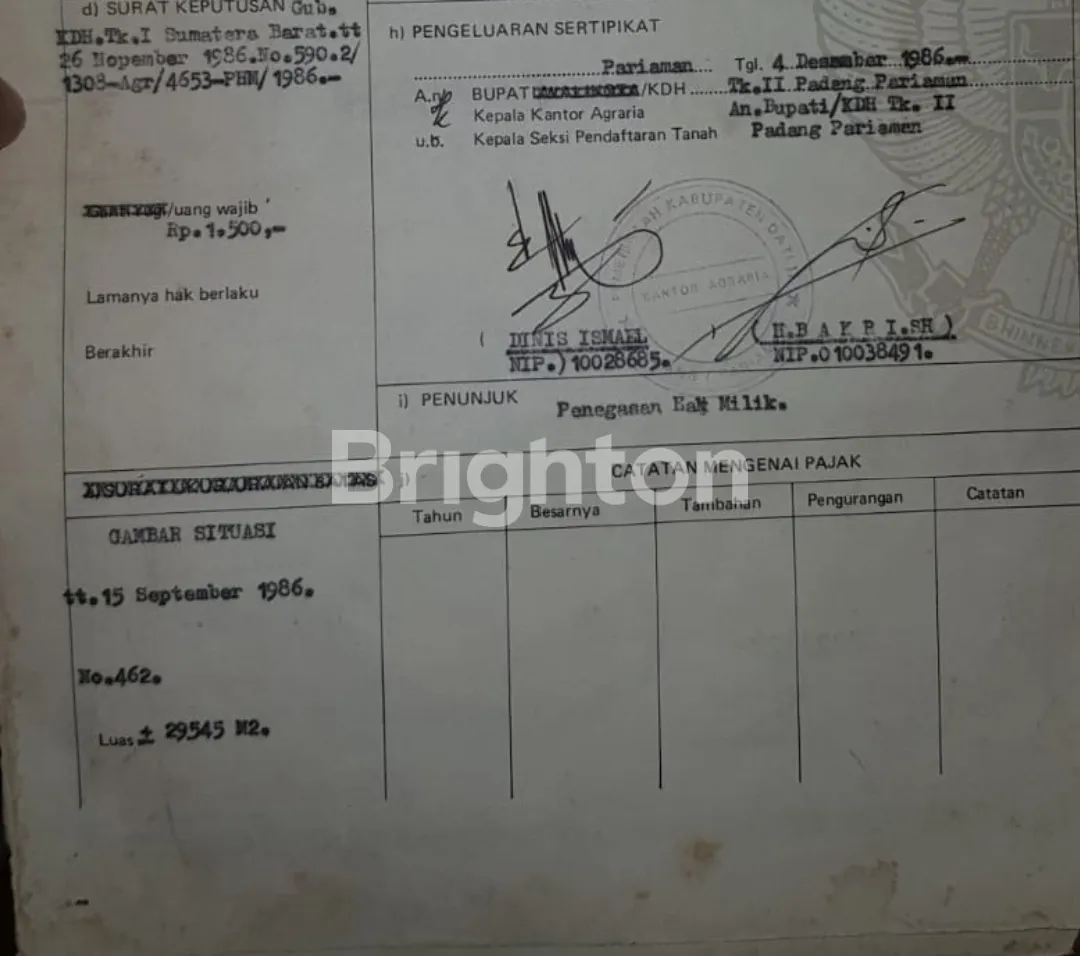 d) SURAT KEPUTUSAN Gub.
KDH.Tk.I Sumatera Barat.tt
26 Nopember 1986.No.590.2/
1308-Agr/4653-PHM/1986.-
/uang wajib
Rp.1.500,-
Lamanya hak berlaku
Berakhir
GAMBAR SITUASI
tt.15 September 1986.
No.462.
Luas ± 29545 M2.
h) PENGELUARAN SERTIPIKAT
Pariaman Tgl. 4 Desember 1986.-
A.n. BUPATI /KDH Tk.II Padang Pariaman
Kepala Kantor Agraria An.Bupati/KDH Tk. II
u.b. Kepala Seksi Pendaftaran Tanah Padang Pariaman
KANTOR AGRARIA
( DINIS ISMAEL ) ( H.B A K R I.SH )
NIP.)10028685. NIP.010038491.
i) PENUNJUK Penegasan Hak Milik.
Brighton
j) CATATAN MENGENAI PAJAK
Tahun Besarnya Tambahan Pengurangan Catatan